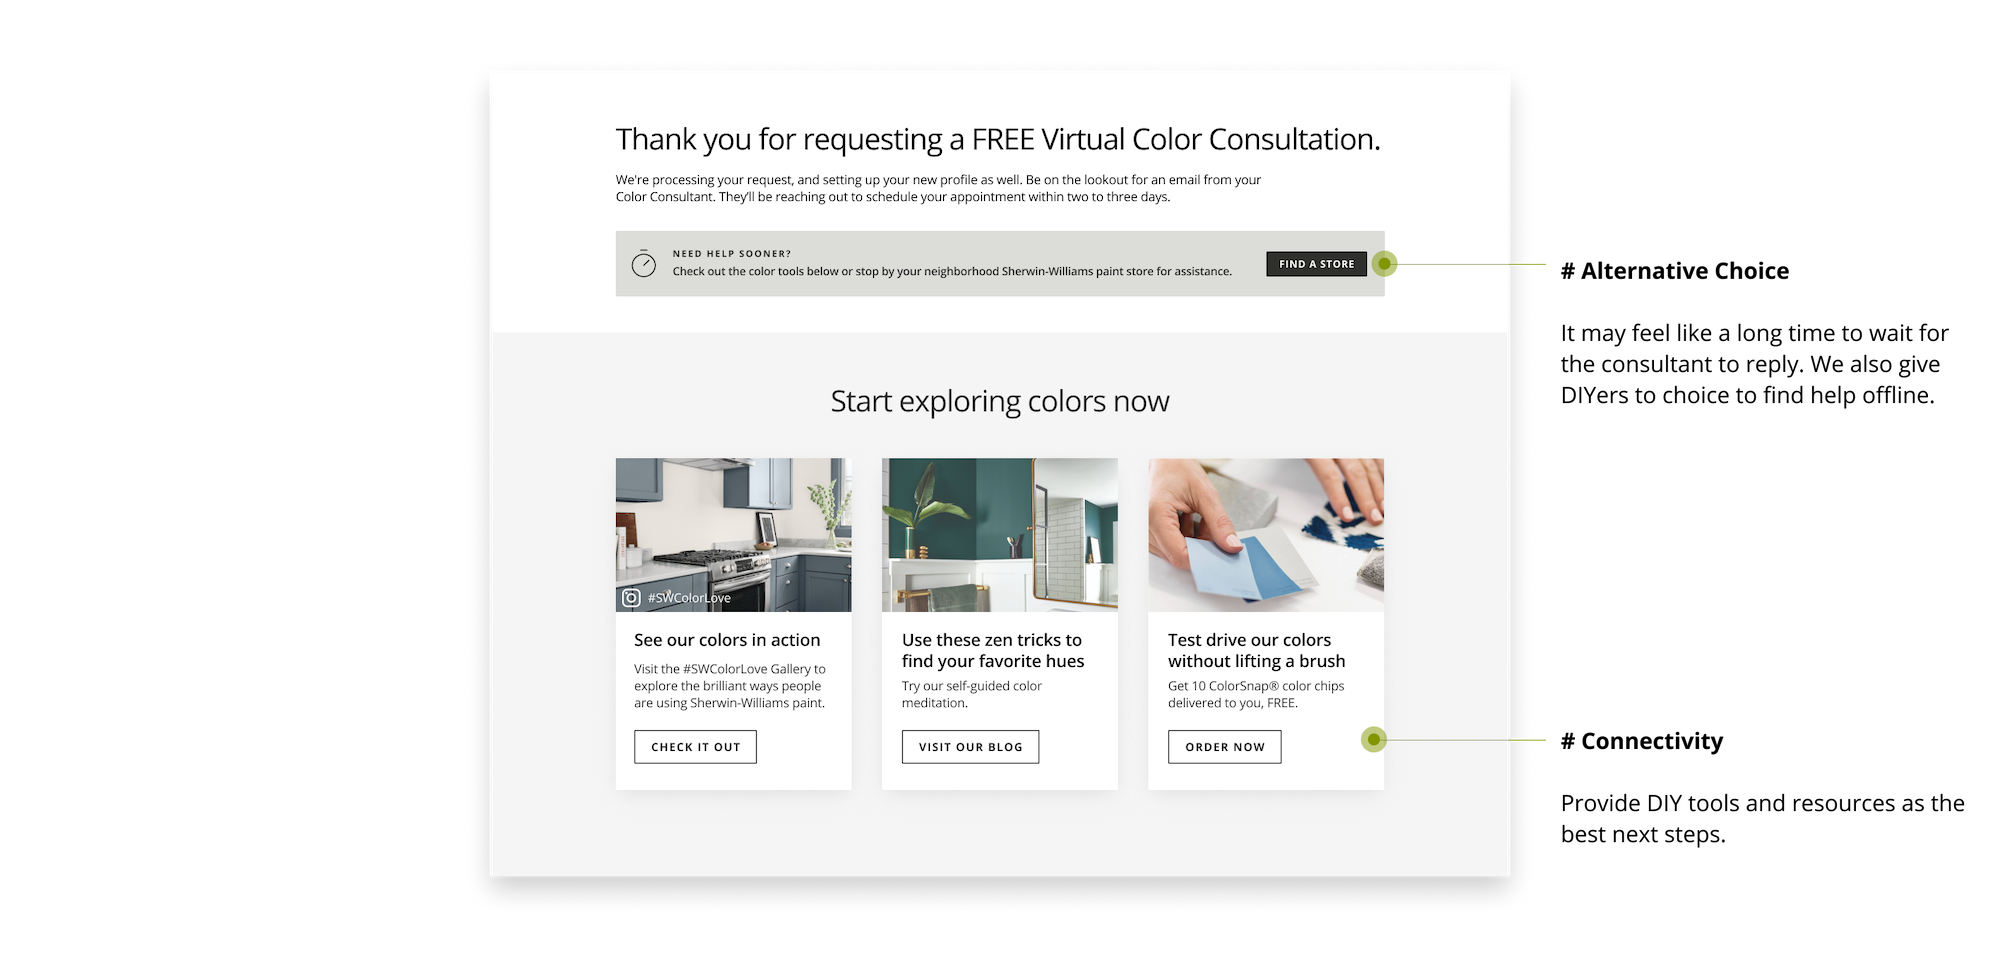 Thank you for requesting a FREE Virtual Color Consultation.
We're processing your request, and setting up your new profile as well. Be on the lookout for an email from your
Color Consultant. They'll be reaching out to schedule your appointment within two to three days.
NEED HELP SOONER?
Check out the color tools below or stop by your neighborhood Sherwin-Williams paint store for assistance.
FIND A STORE
# Alternative Choice
It may feel like a long time to wait for
the consultant to reply. We also give
DIYers to choice to find help offline.
Start exploring colors now
#SWColorLove
See our colors in action
Visit the #SWColorLove Gallery to
explore the brilliant ways people
are using Sherwin-Williams paint.
CHECK IT OUT
Use these zen tricks to
find your favorite hues
Try our self-guided color
meditation.
VISIT OUR BLOG
Test drive our colors
without lifting a brush
Get 10 ColorSnap® color chips
delivered to you, FREE.
ORDER NOW
# Connectivity
Provide DIY tools and resources as the
best next steps.